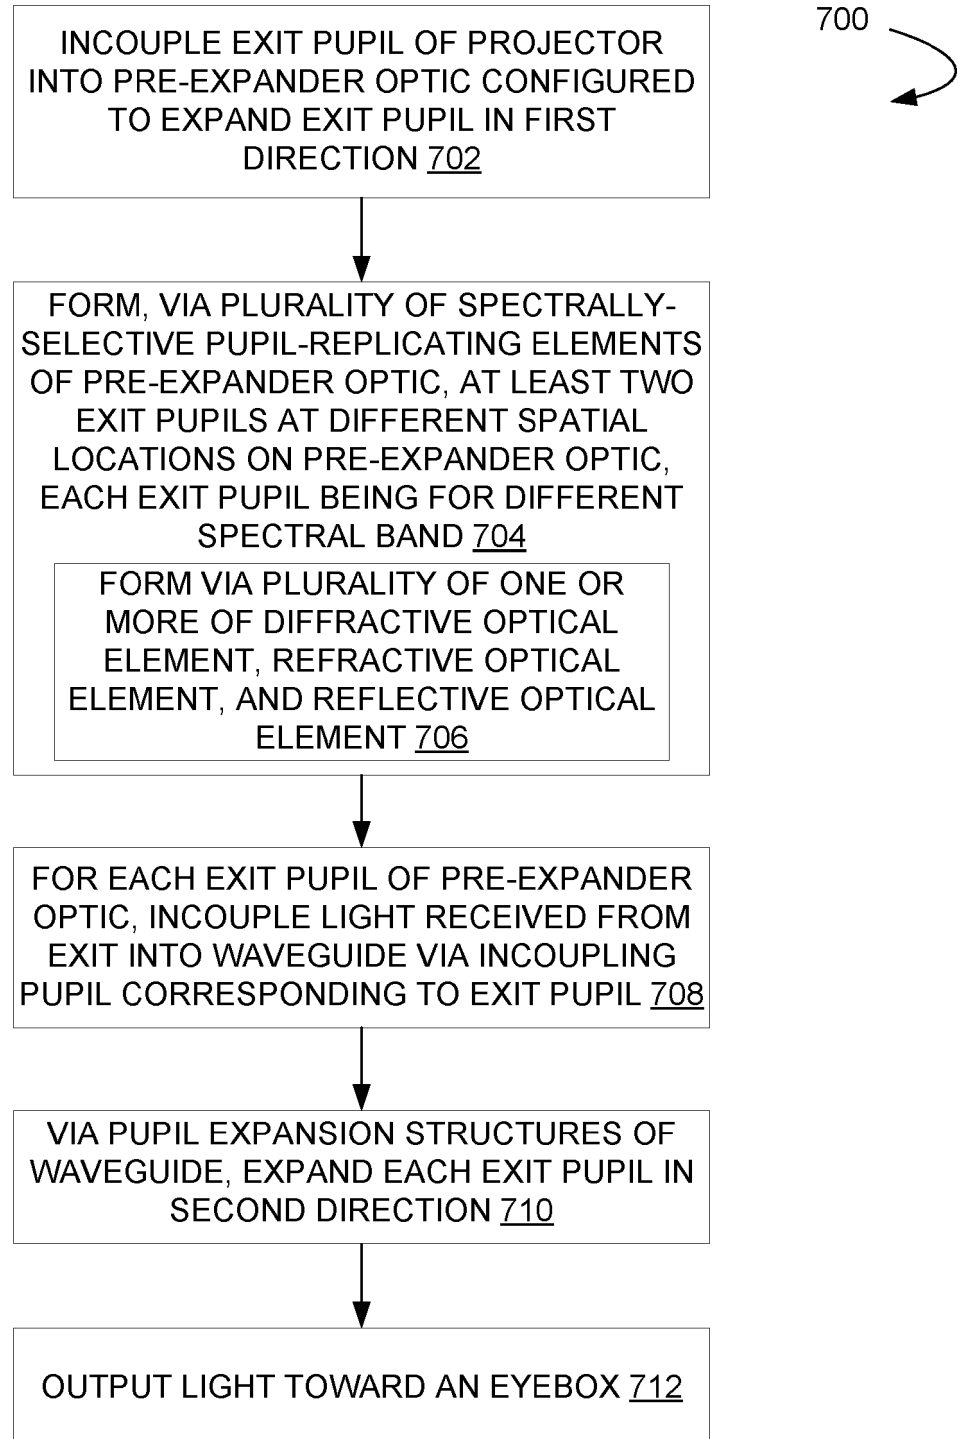 700
INCOUPLE EXIT PUPIL OF PROJECTOR
INTO PRE-EXPANDER OPTIC CONFIGURED
TO EXPAND EXIT PUPIL IN FIRST
DIRECTION 702
FORM, VIA PLURALITY OF SPECTRALLY-
SELECTIVE PUPIL-REPLICATING ELEMENTS
OF PRE-EXPANDER OPTIC, AT LEAST TWO
EXIT PUPILS AT DIFFERENT SPATIAL
LOCATIONS ON PRE-EXPANDER OPTIC,
EACH EXIT PUPIL BEING FOR DIFFERENT
SPECTRAL BAND 704
FORM VIA PLURALITY OF ONE OR
MORE OF DIFFRACTIVE OPTICAL
ELEMENT, REFRACTIVE OPTICAL
ELEMENT, AND REFLECTIVE OPTICAL
ELEMENT 706
FOR EACH EXIT PUPIL OF PRE-EXPANDER
OPTIC, INCOUPLE LIGHT RECEIVED FROM
EXIT INTO WAVEGUIDE VIA INCOUPLING
PUPIL CORRESPONDING TO EXIT PUPIL 708
VIA PUPIL EXPANSION STRUCTURES OF
WAVEGUIDE, EXPAND EACH EXIT PUPIL IN
SECOND DIRECTION 710
OUTPUT LIGHT TOWARD AN EYEBOX 712